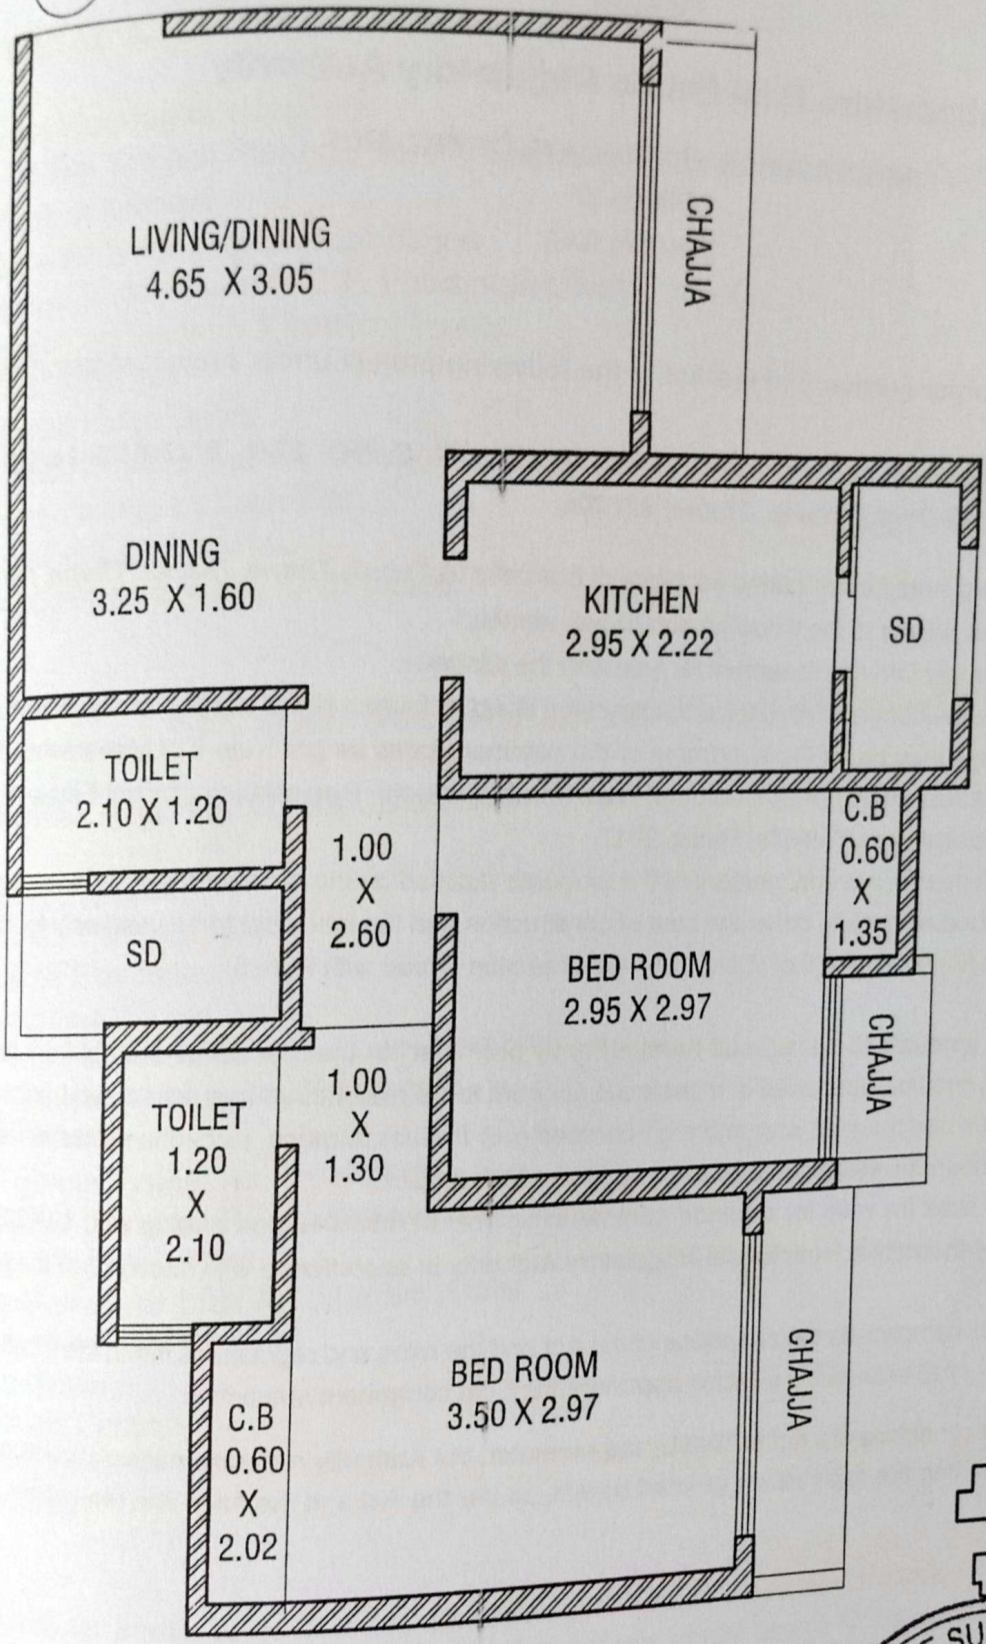 LIVING/DINING
4.65 X 3.05
CHAJJA
DINING
3.25 X 1.60
KITCHEN
2.95 X 2.22
SD
TOILET
2.10 X 1.20
1.00
X
2.60
C.B
0.60
X
1.35
SD
BED ROOM
2.95 X 2.97
CHAJJA
TOILET
1.20
X
2.10
1.00
X
1.30
BED ROOM
3.50 X 2.97
CHAJJA
C.B
0.60
X
2.02
SU